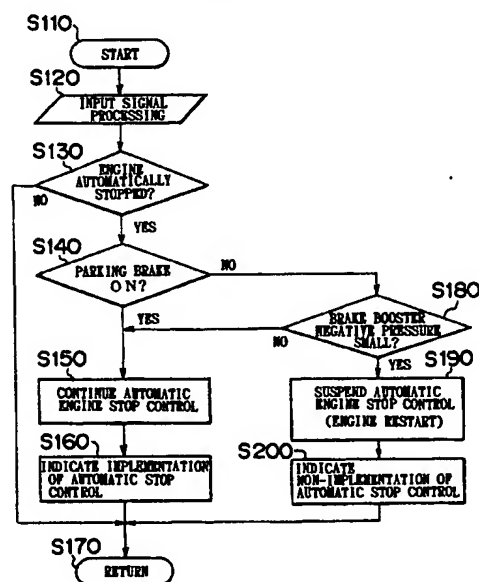 S110
START
S120
INPUT SIGNAL
PROCESSING
S130
ENGINE
AUTOMATICALLY
STOPPED?
NO
YES
S140
PARKING BRAKE
ON?
NO
YES
S180
BRAKE BOOSTER
NEGATIVE PRESSURE
SMALL?
NO
YES
S150
CONTINUE AUTOMATIC
ENGINE STOP CONTROL
S190
SUSPEND AUTOMATIC
ENGINE STOP CONTROL
(ENGINE RESTART)
S160
INDICATE IMPLEMENTATION
OF AUTOMATIC STOP
CONTROL
S200
INDICATE
NON-IMPLEMENTATION OF
AUTOMATIC STOP CONTROL
S170
RETURN